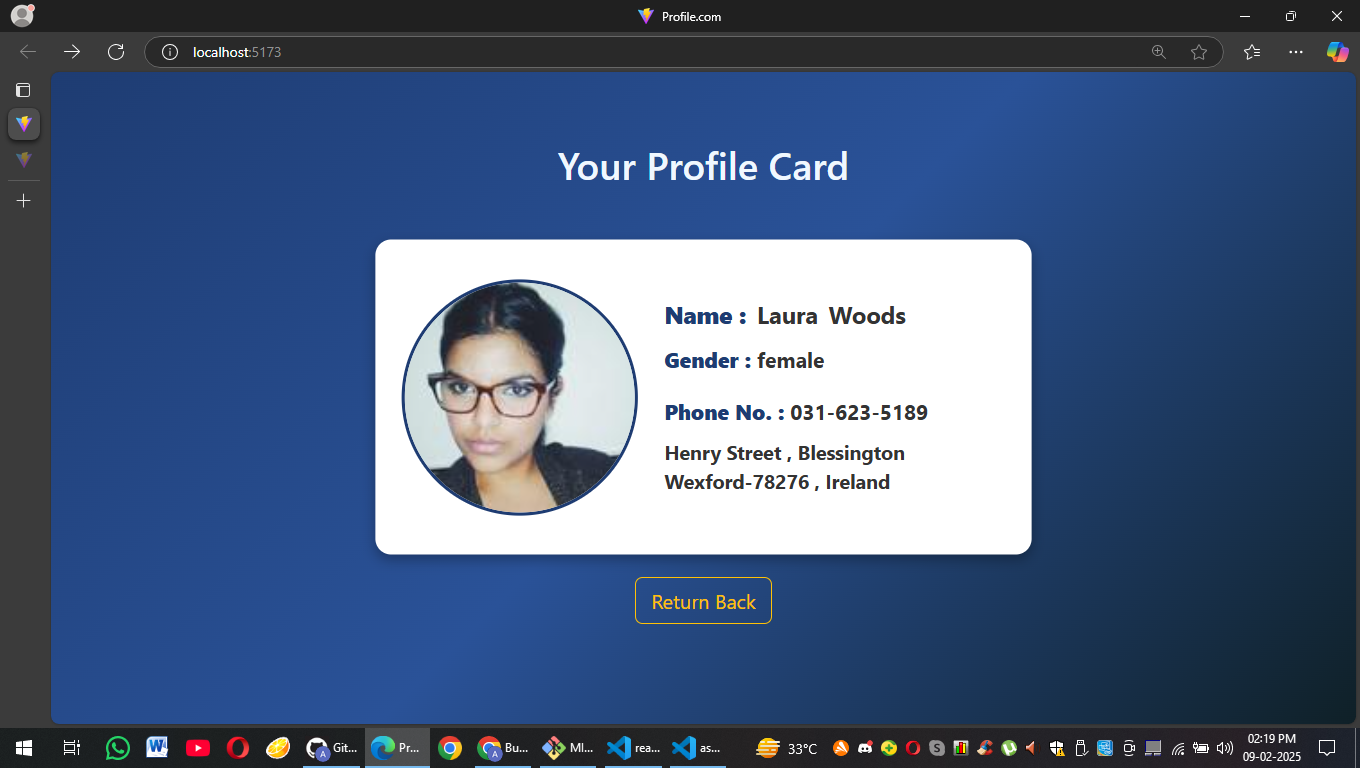 Profile.com
localhost:5173
Your Profile Card
Name : Laura Woods
Gender : female
Phone No. : 031-623-5189
Henry Street , Blessington
Wexford-78276 , Ireland
Return Back
Git...
Pr...
Bu...
MI...
rea...
as...
33°C
02:19 PM
09-02-2025